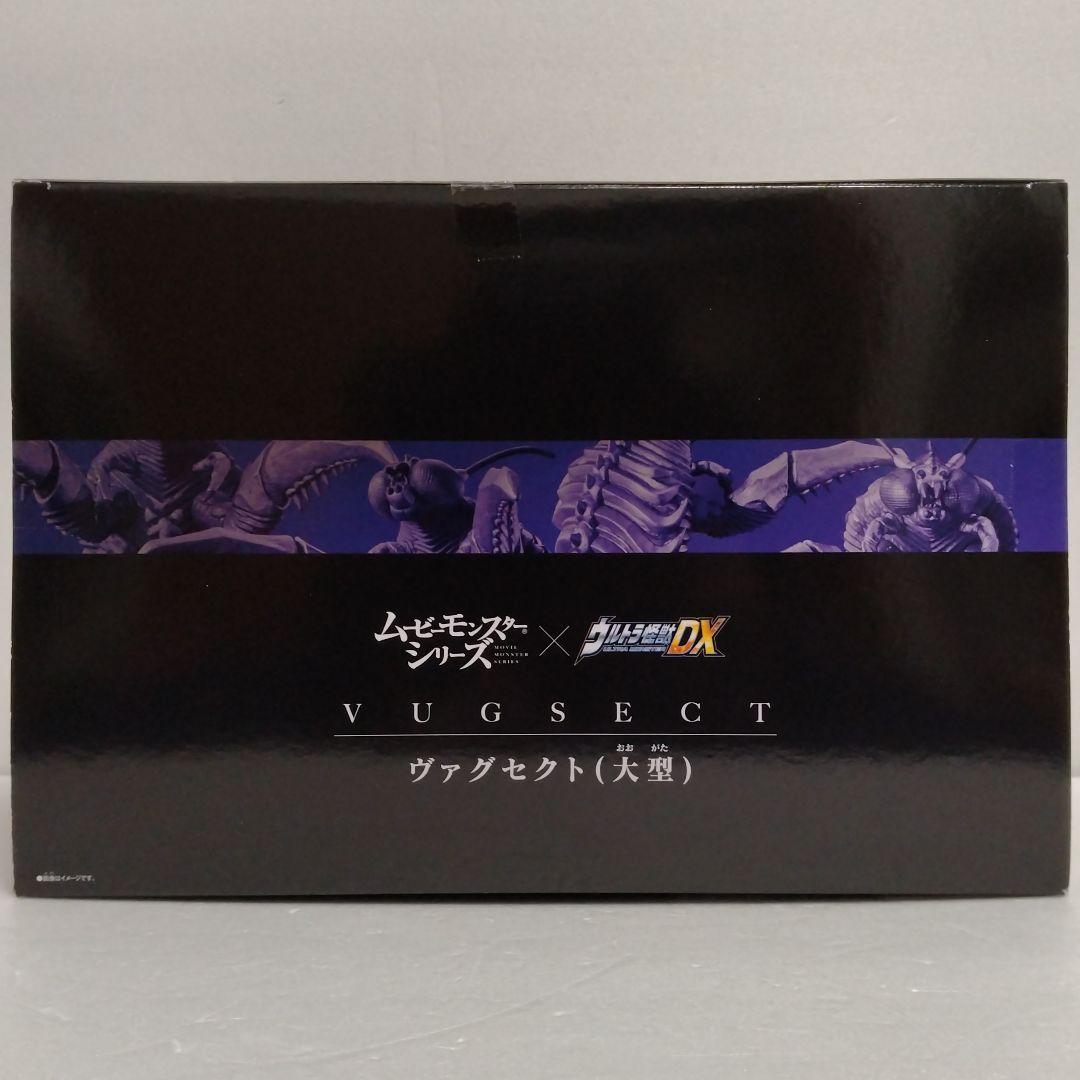 ムービーモンスター®
シリーズ
MOVIE
MONSTER
SERIES
×
ウルトラ怪獣DX
ULTRA MONSTER
VUGSECT
おお がた
ヴァグセクト(大型)
●画像はイメージです。